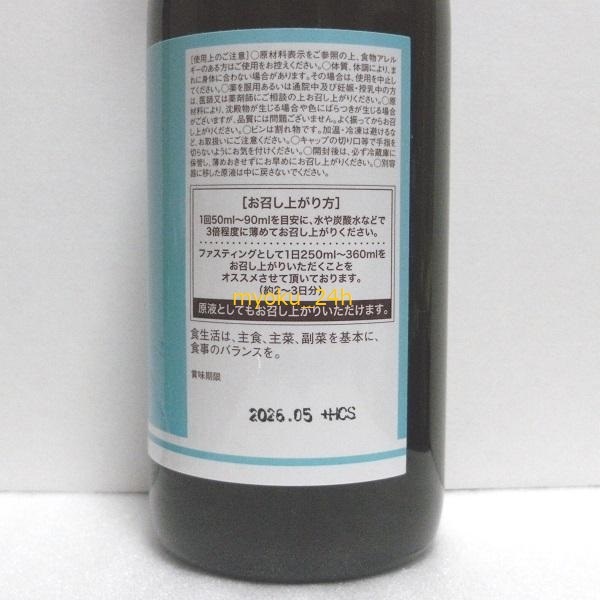 [使用上のご注意]〇原材料表示をご参照の上、食物アレル
ギーのある方はご使用をお控えください。〇体質、体調により、ま
れに身体に合わない場合があります。その場合は、使用を中止し
てください。〇薬を服用あるいは通院中及び妊娠・授乳中の方
は、医師又は薬剤師にご相談の上お召し上がりください。〇原
材料により、沈殿物が生じる場合や色にばらつきが生じる場合
がございますが、品質には問題ございません。よく振ってからお召
し上がりください。〇ビンは割れ物です。加温・冷凍は避けるな
ど、お取扱いにご注意ください。〇キャップの切り口等で手指を
切らないようにお気を付けください。〇開封後は、必ず冷蔵庫に
保管し、薄めおきせずにお早めにお召し上がりください。〇別容
器に移した原液は中に戻さないでください。
[お召し上がり方]
1回50ml〜90mlを目安に、水や炭酸水などで
3倍程度に薄めてお召し上がりください。
ファスティングとして1日250ml〜360mlを
お召し上がりいただくことを
オススメさせて頂いております。
(約2〜3日分)
myoku_24h
原液としてもお召し上がりいただけます。
食生活は、主食、主菜、副菜を基本に、
食事のバランスを。
賞味期限
2026.05 +HCS